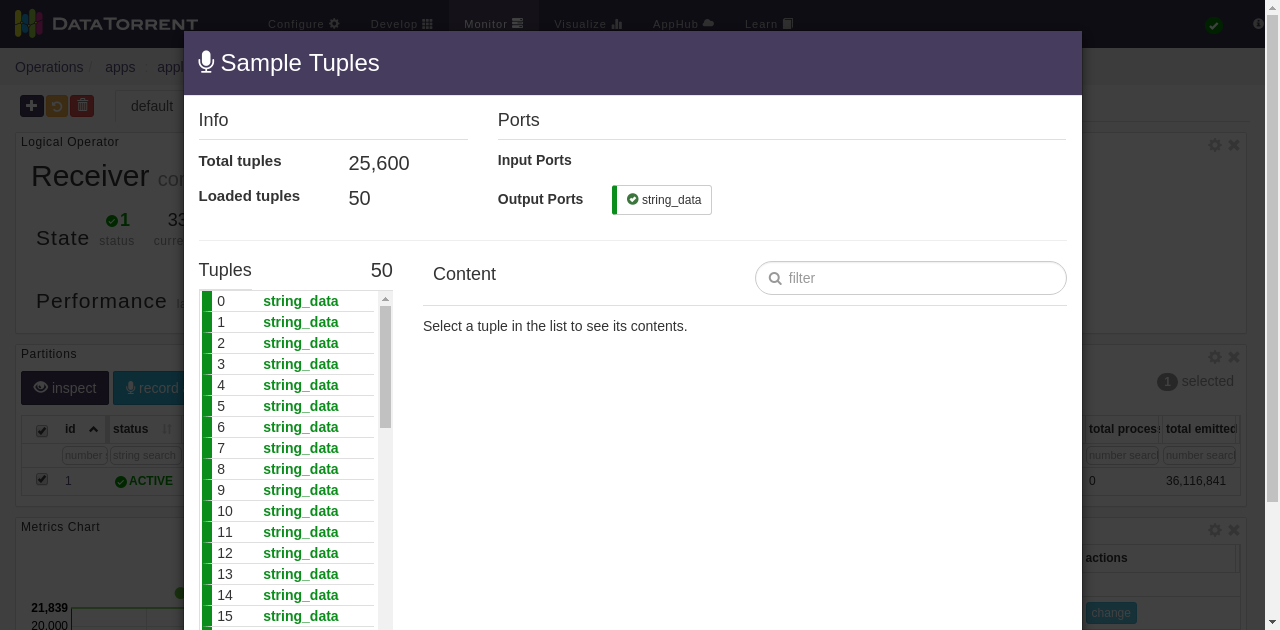 DATATORRENT
Configure
Develop
Monitor
Visualize
AppHub
Learn
Operations / apps
default
Sample Tuples
Info
Total tuples 25,600
Loaded tuples 50
Ports
Input Ports
Output Ports string_data
Logical Operator
Receiver
State
1
status
Performance
Tuples 50
Content
filter
Select a tuple in the list to see its contents.
0 string_data
1 string_data
2 string_data
3 string_data
4 string_data
5 string_data
6 string_data
7 string_data
8 string_data
9 string_data
10 string_data
11 string_data
12 string_data
13 string_data
14 string_data
15 string_data
Partitions
inspect
record
1 selected
id status
number string search
1 ACTIVE
total process total emitted
number search number search
0 36,116,841
Metrics Chart
21,839
20,000
actions
change